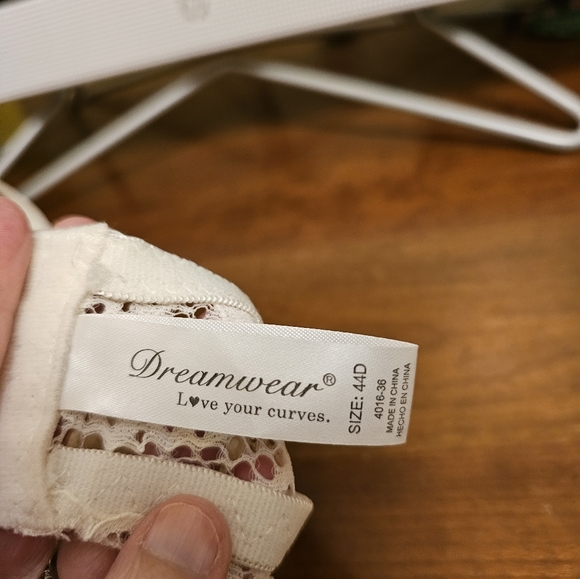 Dreamwear®
L♥ve your curves.
SIZE: 44D
4016-36
MADE IN CHINA
HECHO EN CHINA